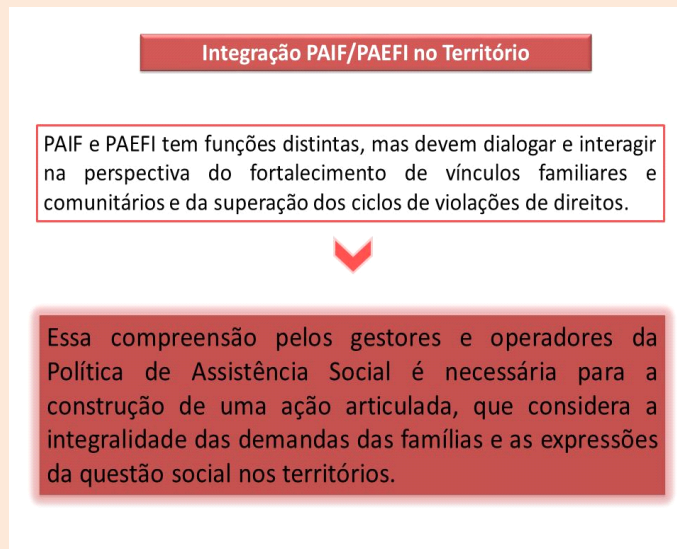 Integração PAIF/PAEFI no Território
PAIF e PAEFI tem funções distintas, mas devem dialogar e interagir
na perspectiva do fortalecimento de vínculos familiares e
comunitários e da superação dos ciclos de violações de direitos.
Essa compreensão pelos gestores e operadores da
Política de Assistência Social é necessária para a
construção de uma ação articulada, que considera a
integralidade das demandas das famílias e as expressões
da questão social nos territórios.